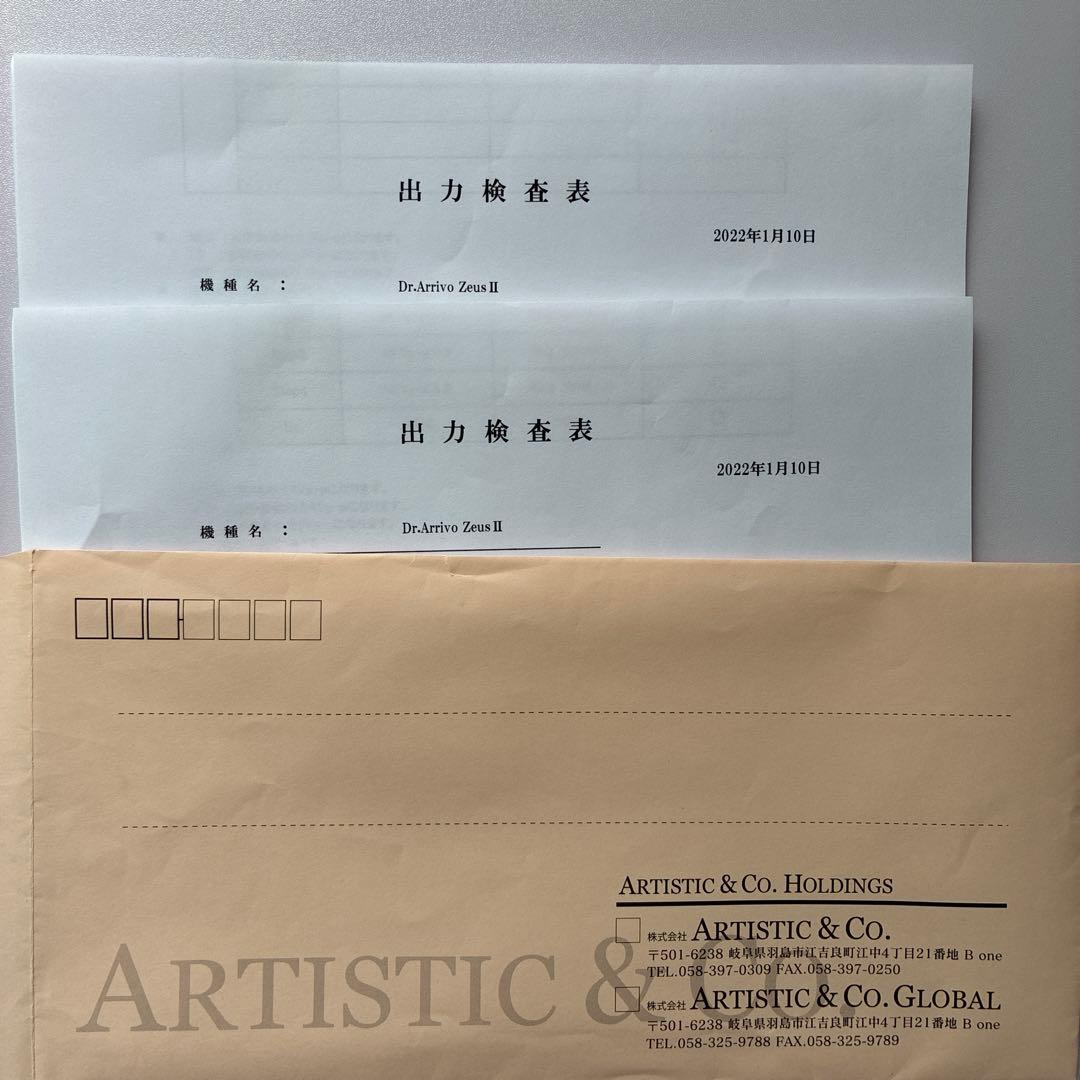 出力検査表
2022年1月10日
機種名： Dr.Arrivo ZeusⅡ
出力検査表
2022年1月10日
機種名： Dr.Arrivo ZeusⅡ
ARTISTIC & CO. HOLDINGS
株式会社 ARTISTIC & CO.
〒501-6238 岐阜県羽島市江吉良町江中4丁目21番地 B one
TEL.058-397-0309 FAX.058-397-0250
株式会社 ARTISTIC & CO. GLOBAL
〒501-6238 岐阜県羽島市江吉良町江中4丁目21番地 B one
TEL.058-325-9788 FAX.058-325-9789
ARTISTIC & CO.